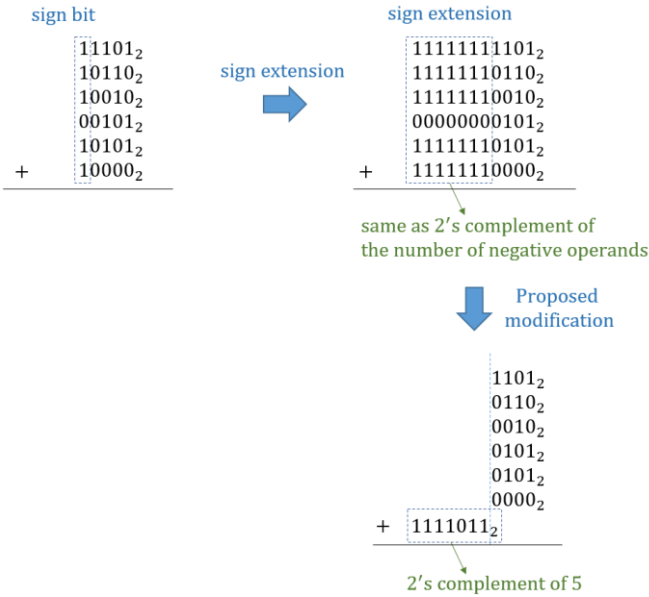 sign bit
11101₂
10110₂
10010₂
00101₂
10101₂
+ 10000₂
sign extension
sign extension
11111111101₂
11111110110₂
11111110010₂
00000000101₂
11111110101₂
+ 11111110000₂
same as 2's complement of
the number of negative operands
Proposed
modification
1101₂
0110₂
0010₂
0101₂
0101₂
0000₂
+ 1111011₂
2's complement of 5